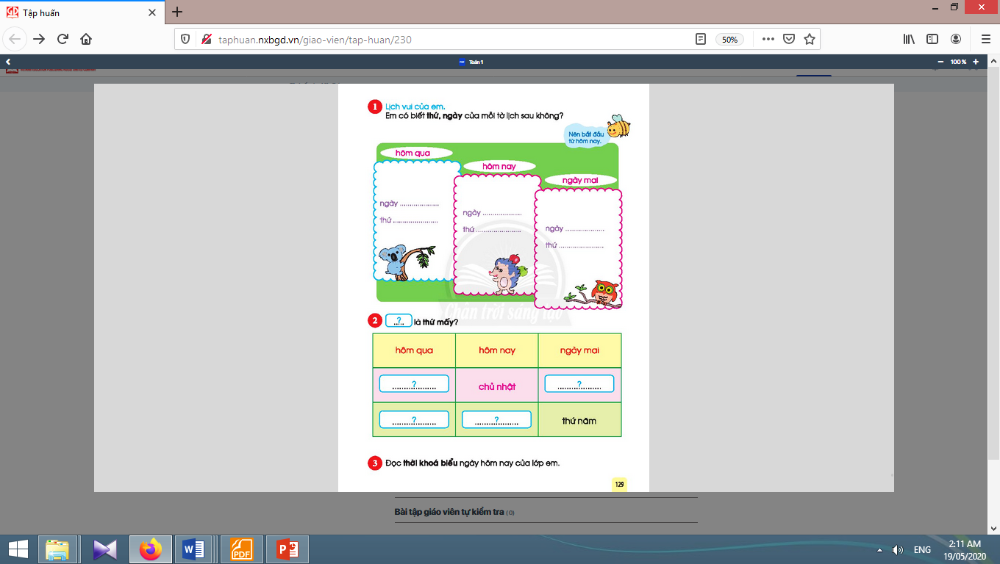 Tập huấn
taphuan.nxbgd.vn/giao-vien/tap-huan/230
50%
Toán 1
100 %
1 Lịch vui của em.
Em có biết thứ, ngày của mỗi tờ lịch sau không?
Nên bắt đầu
từ hôm nay.
hôm qua
hôm nay
ngày mai
ngày ...................
thứ ......................
ngày ...................
thứ ......................
ngày ...................
thứ ......................
Chân trời sáng tạo
2 ..?.. là thứ mấy?
hôm qua hôm nay ngày mai
.........?......... chủ nhật .........?.........
.........?......... .........?......... thứ năm
3 Đọc thời khoá biểu ngày hôm nay của lớp em.
129
Bài tập giáo viên tự kiểm tra (0)
PDF
ENG
2:11 AM
19/05/2020